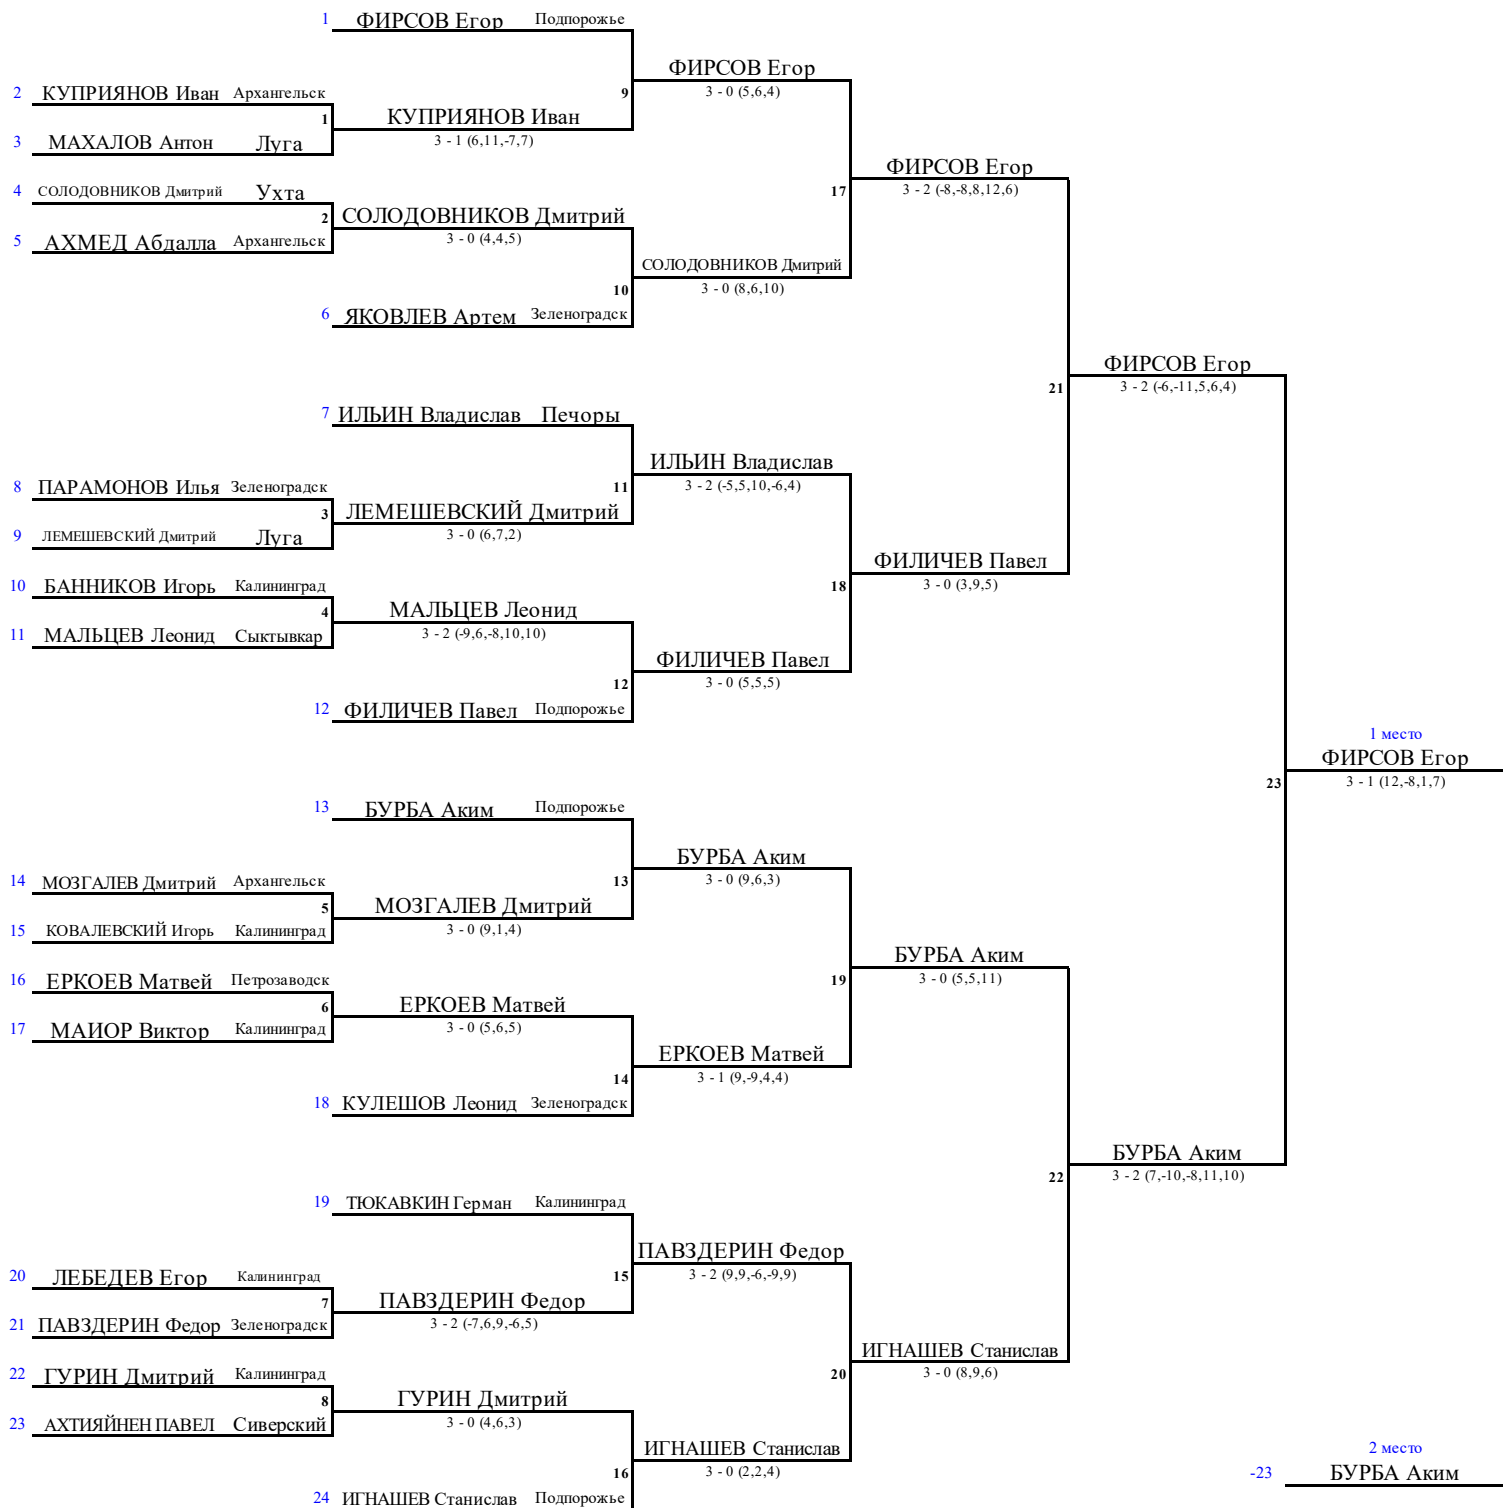 1 ФИРСОВ Егор Подпорожье
ФИРСОВ Егор
3 - 0 (5,6,4)
2 КУПРИЯНОВ Иван Архангельск
9
1
КУПРИЯНОВ Иван
3 - 1 (6,11,-7,7)
3 МАХАЛОВ Антон Луга
ФИРСОВ Егор
3 - 2 (-8,-8,8,12,6)
17
4 СОЛОДОВНИКОВ Дмитрий Ухта
2
СОЛОДОВНИКОВ Дмитрий
3 - 0 (4,4,5)
5 АХМЕД Абдалла Архангельск
СОЛОДОВНИКОВ Дмитрий
3 - 0 (8,6,10)
10
6 ЯКОВЛЕВ Артем Зеленоградск
ФИРСОВ Егор
3 - 2 (-6,-11,5,6,4)
21
7 ИЛЬИН Владислав Печоры
ИЛЬИН Владислав
3 - 2 (-5,5,10,-6,4)
8 ПАРАМОНОВ Илья Зеленоградск
11
3
ЛЕМЕШЕВСКИЙ Дмитрий
3 - 0 (6,7,2)
9 ЛЕМЕШЕВСКИЙ Дмитрий Луга
ФИЛИЧЕВ Павел
3 - 0 (3,9,5)
18
10 БАННИКОВ Игорь Калининград
4
МАЛЬЦЕВ Леонид
3 - 2 (-9,6,-8,10,10)
11 МАЛЬЦЕВ Леонид Сыктывкар
ФИЛИЧЕВ Павел
3 - 0 (5,5,5)
12
12 ФИЛИЧЕВ Павел Подпорожье
1 место
ФИРСОВ Егор
3 - 1 (12,-8,1,7)
23
13 БУРБА Аким Подпорожье
БУРБА Аким
3 - 0 (9,6,3)
14 МОЗГАЛЕВ Дмитрий Архангельск
13
5
МОЗГАЛЕВ Дмитрий
3 - 0 (9,1,4)
15 КОВАЛЕВСКИЙ Игорь Калининград
БУРБА Аким
3 - 0 (5,5,11)
19
16 ЕРКОЕВ Матвей Петрозаводск
6
ЕРКОЕВ Матвей
3 - 0 (5,6,5)
17 МАИОР Виктор Калининград
ЕРКОЕВ Матвей
3 - 1 (9,-9,4,4)
14
18 КУЛЕШОВ Леонид Зеленоградск
БУРБА Аким
3 - 2 (7,-10,-8,11,10)
22
19 ТЮКАВКИН Герман Калининград
ПАВЗДЕРИН Федор
3 - 2 (9,9,-6,-9,9)
20 ЛЕБЕДЕВ Егор Калининград
15
7
ПАВЗДЕРИН Федор
3 - 2 (-7,6,9,-6,5)
21 ПАВЗДЕРИН Федор Зеленоградск
ИГНАШЕВ Станислав
3 - 0 (8,9,6)
20
22 ГУРИН Дмитрий Калининград
8
ГУРИН Дмитрий
3 - 0 (4,6,3)
23 АХТИЯЙНЕН ПАВЕЛ Сиверский
ИГНАШЕВ Станислав
3 - 0 (2,2,4)
16
24 ИГНАШЕВ Станислав Подпорожье
2 место
-23 БУРБА Аким